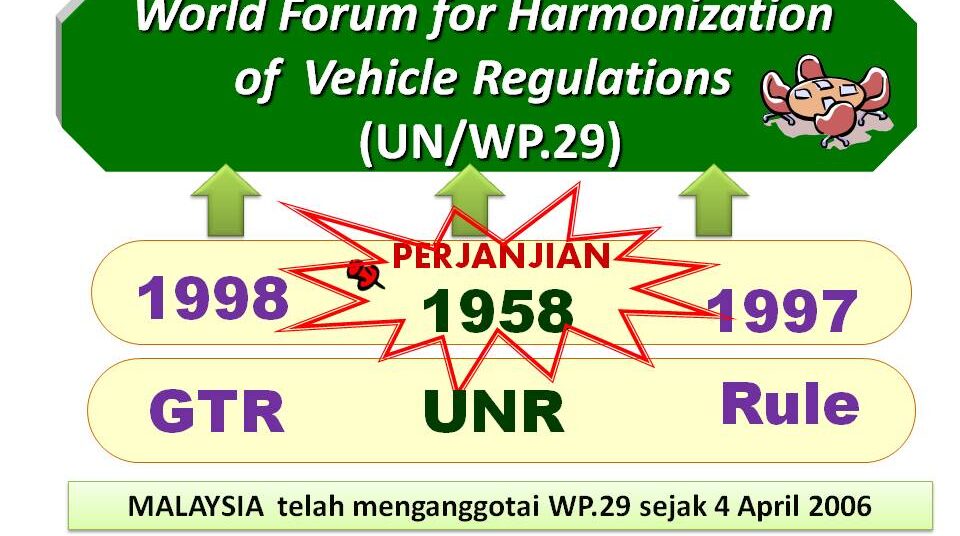 World Forum for Harmonization
of Vehicle Regulations
(UN/WP.29)
PERJANJIAN
1998 1958 1997
GTR UNR Rule
MALAYSIA telah menganggotai WP.29 sejak 4 April 2006